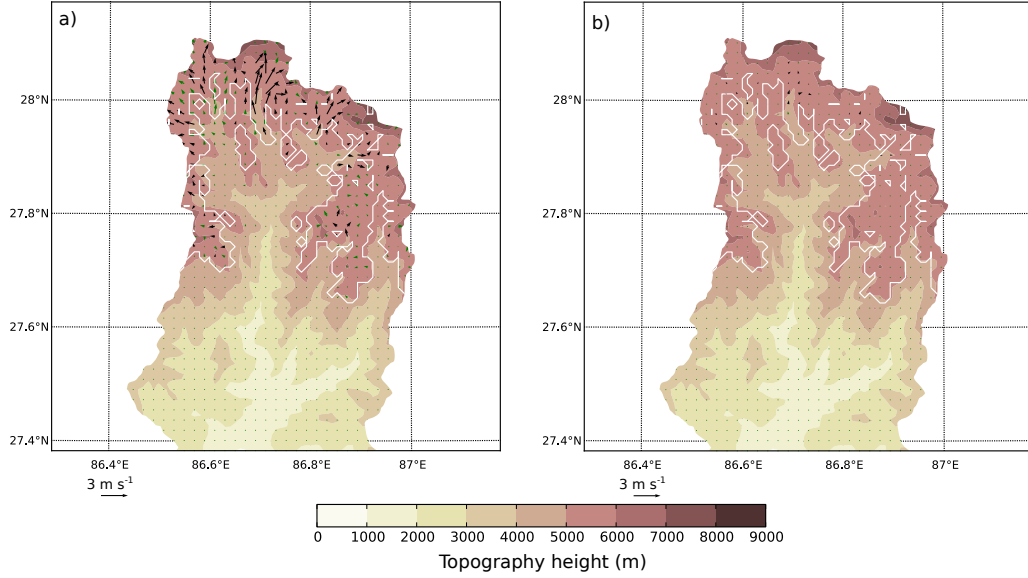 a)
b)
28°N
28°N
27.8°N
27.8°N
27.6°N
27.6°N
27.4°N
27.4°N
86.4°E 86.6°E 86.8°E 87°E
86.4°E 86.6°E 86.8°E 87°E
3 m s-1
3 m s-1
0 1000 2000 3000 4000 5000 6000 7000 8000 9000
Topography height (m)